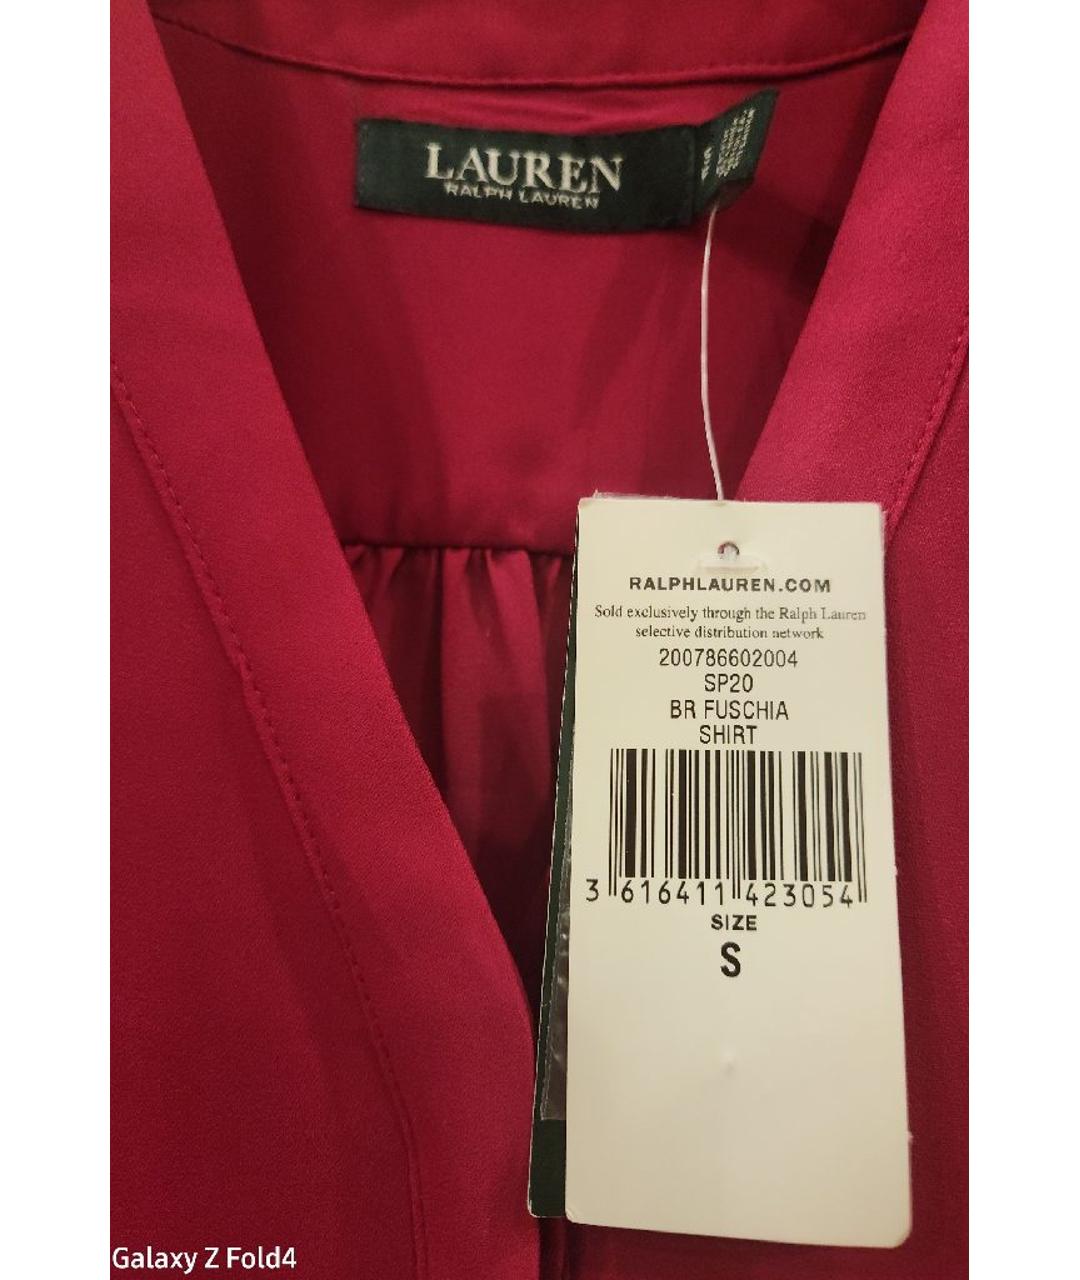 LAUREN
RALPH LAUREN
RALPHLAUREN.COM
Sold exclusively through the Ralph Lauren
selective distribution network
200786602004
SP20
BR FUSCHIA
SHIRT
3 616411 423054
SIZE
S
Galaxy Z Fold4